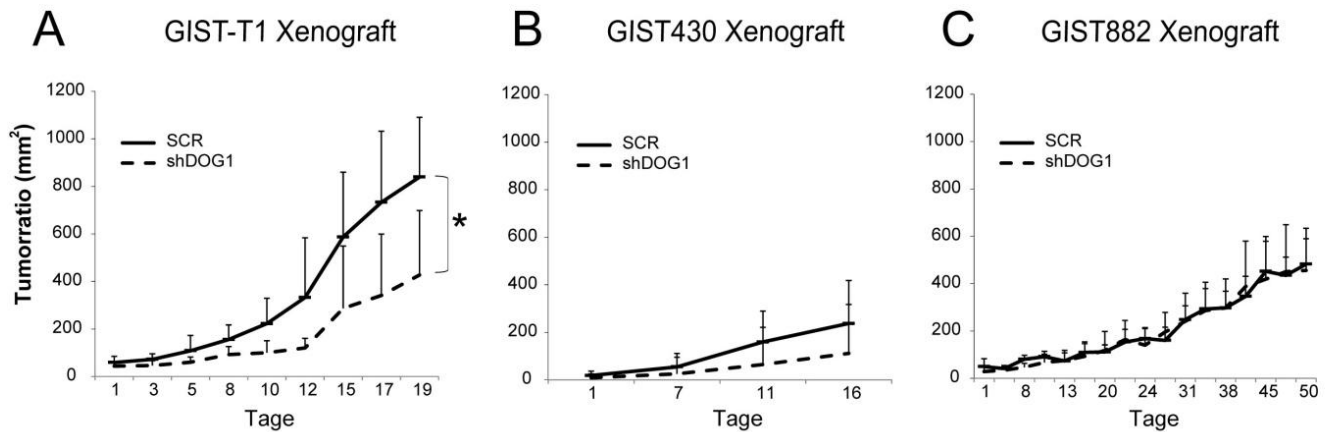 A GIST-T1 Xenograft
Tumorratio (mm²)
1200
1000
800
600
400
200
0
SCR
shDOG1
*
1 3 5 8 10 12 15 17 19
Tage
B GIST430 Xenograft
1200
1000
800
600
400
200
0
SCR
shDOG1
1 7 11 16
Tage
C GIST882 Xenograft
1200
1000
800
600
400
200
0
SCR
shDOG1
1 8 13 20 24 31 38 45 50
Tage